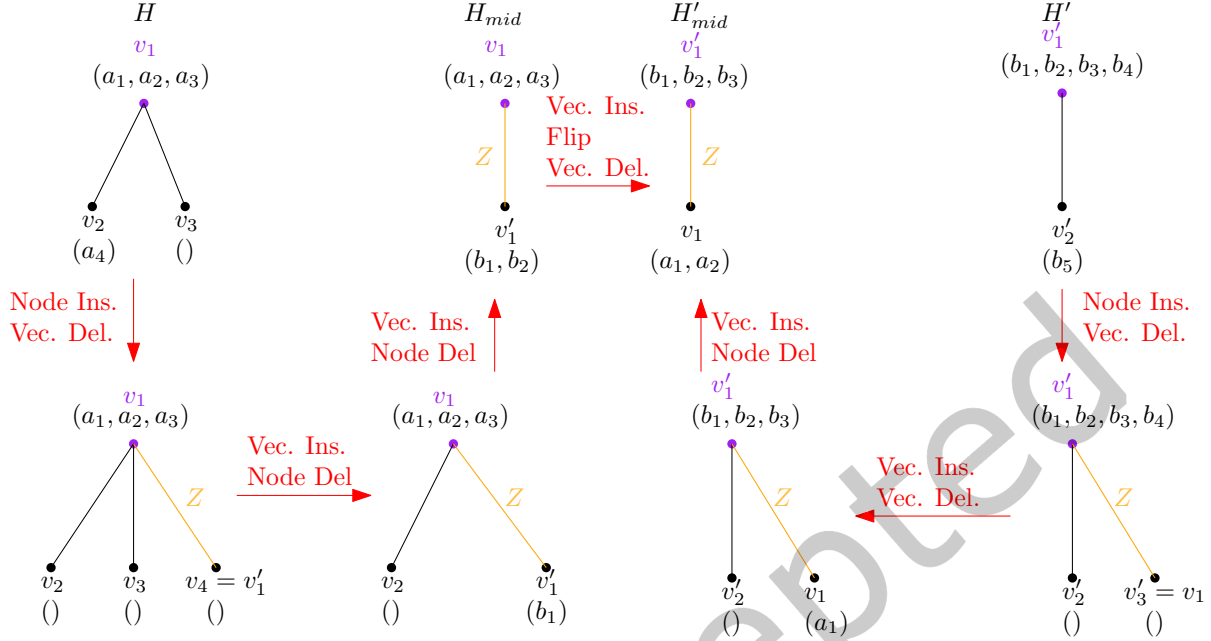 H H_{mid} H'_{mid} H'
v_1 v_1 v'_1 v'_1
(a_1, a_2, a_3) (a_1, a_2, a_3) (b_1, b_2, b_3) (b_1, b_2, b_3, b_4)
Vec. Ins.
Flip
Vec. Del.
Z Z
v_2 v_3 v'_1 v_1 v'_2
(a_4) () (b_1, b_2) (a_1, a_2) (b_5)
Node Ins.
Vec. Del.
Vec. Ins.
Node Del
Vec. Ins.
Node Del
Node Ins.
Vec. Del.
v_1 v_1 v'_1 v'_1
(a_1, a_2, a_3) (a_1, a_2, a_3) (b_1, b_2, b_3) (b_1, b_2, b_3, b_4)
Vec. Ins.
Node Del
Vec. Ins.
Vec. Del.
Z Z Z Z
v_2 v_3 v_4 = v'_1 v_2 v'_1 v'_2 v_1 v'_2 v'_3 = v_1
() () () () (b_1) () (a_1) () ()
epted